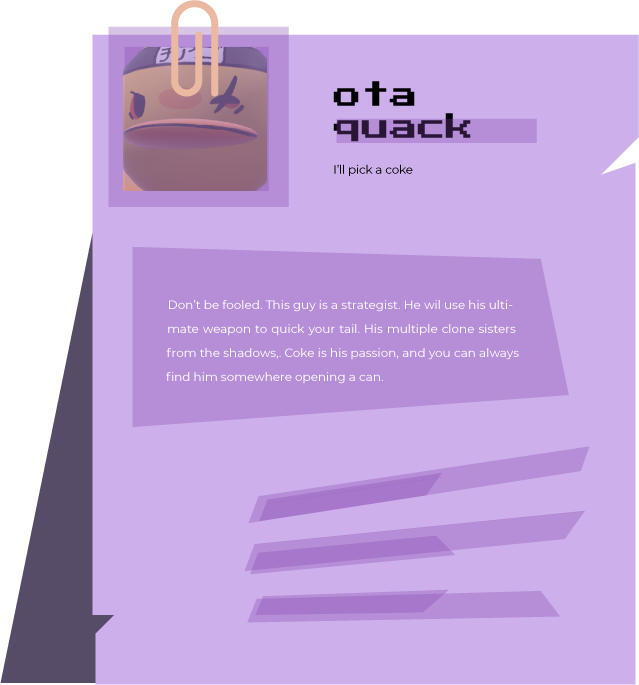 ota
quack
I'll pick a coke
Don't be fooled. This guy is a strategist. He wil use his ulti-
mate weapon to quick your tail. His multiple clone sisters
from the shadows,. Coke is his passion, and you can always
find him somewhere opening a can.